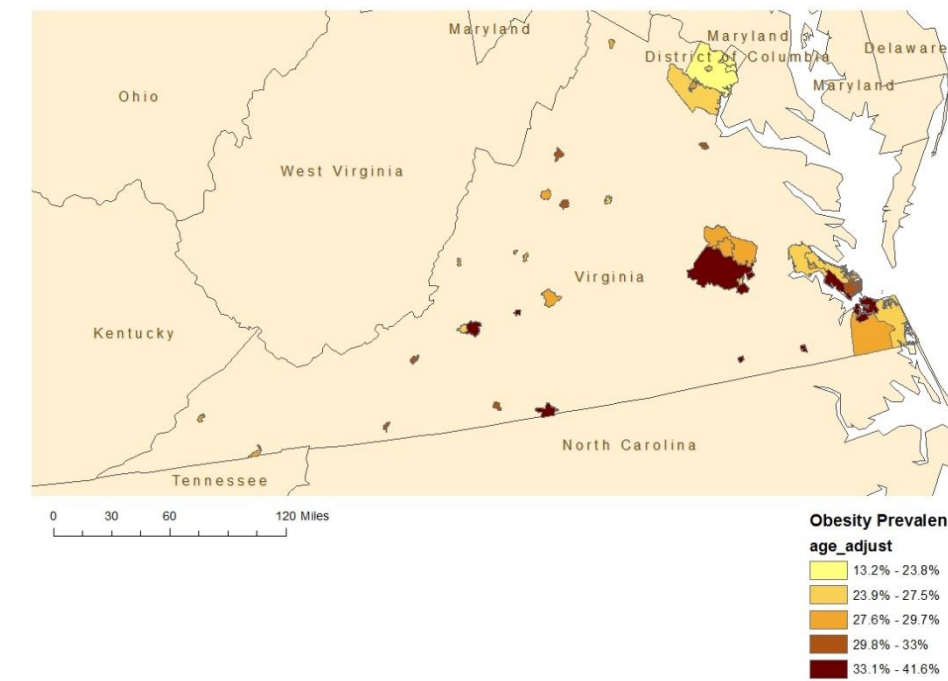 Maryland
Maryland
District of Columbia
Delaware
Maryland
Ohio
West Virginia
Virginia
Kentucky
North Carolina
Tennessee
0 30 60 120 Miles
Obesity Prevalen
age_adjust
13.2% - 23.8%
23.9% - 27.5%
27.6% - 29.7%
29.8% - 33%
33.1% - 41.6%